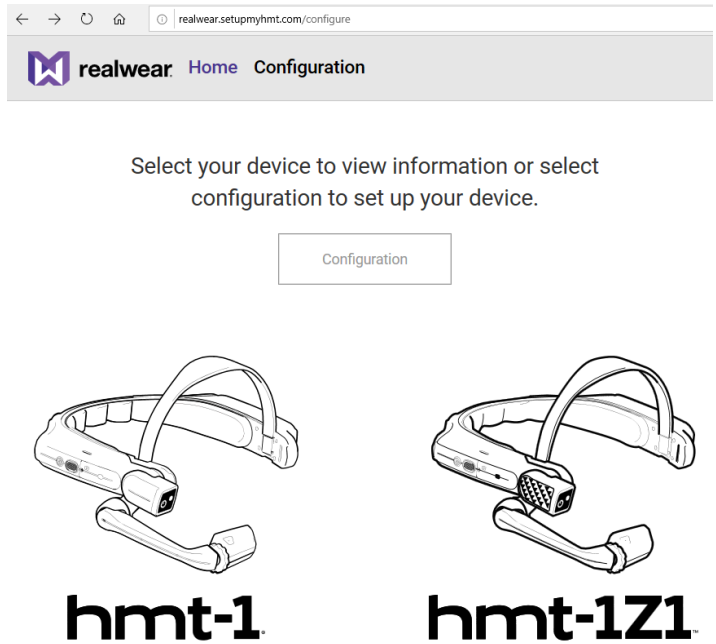 realwear.setupmyhmt.com/configure
realwear. Home Configuration
Select your device to view information or select
configuration to set up your device.
Configuration
hmt-1. hmt-1Z1™